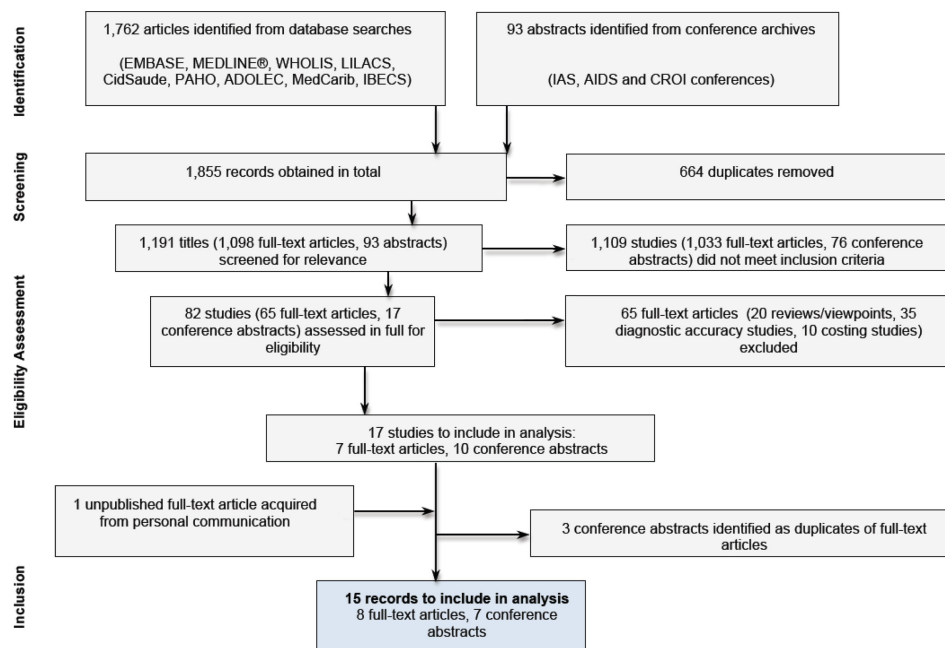 Identification
1,762 articles identified from database searches
(EMBASE, MEDLINE®, WHOLIS, LILACS,
CidSaude, PAHO, ADOLEC, MedCarib, IBECS)
93 abstracts identified from conference archives
(IAS, AIDS and CROI conferences)
Screening
1,855 records obtained in total
664 duplicates removed
1,191 titles (1,098 full-text articles, 93 abstracts)
screened for relevance
1,109 studies (1,033 full-text articles, 76 conference
abstracts) did not meet inclusion criteria
Eligibility Assessment
82 studies (65 full-text articles, 17
conference abstracts) assessed in full for
eligibility
65 full-text articles (20 reviews/viewpoints, 35
diagnostic accuracy studies, 10 costing studies)
excluded
17 studies to include in analysis:
7 full-text articles, 10 conference abstracts
1 unpublished full-text article acquired
from personal communication
3 conference abstracts identified as duplicates of full-text
articles
Inclusion
15 records to include in analysis
8 full-text articles, 7 conference
abstracts